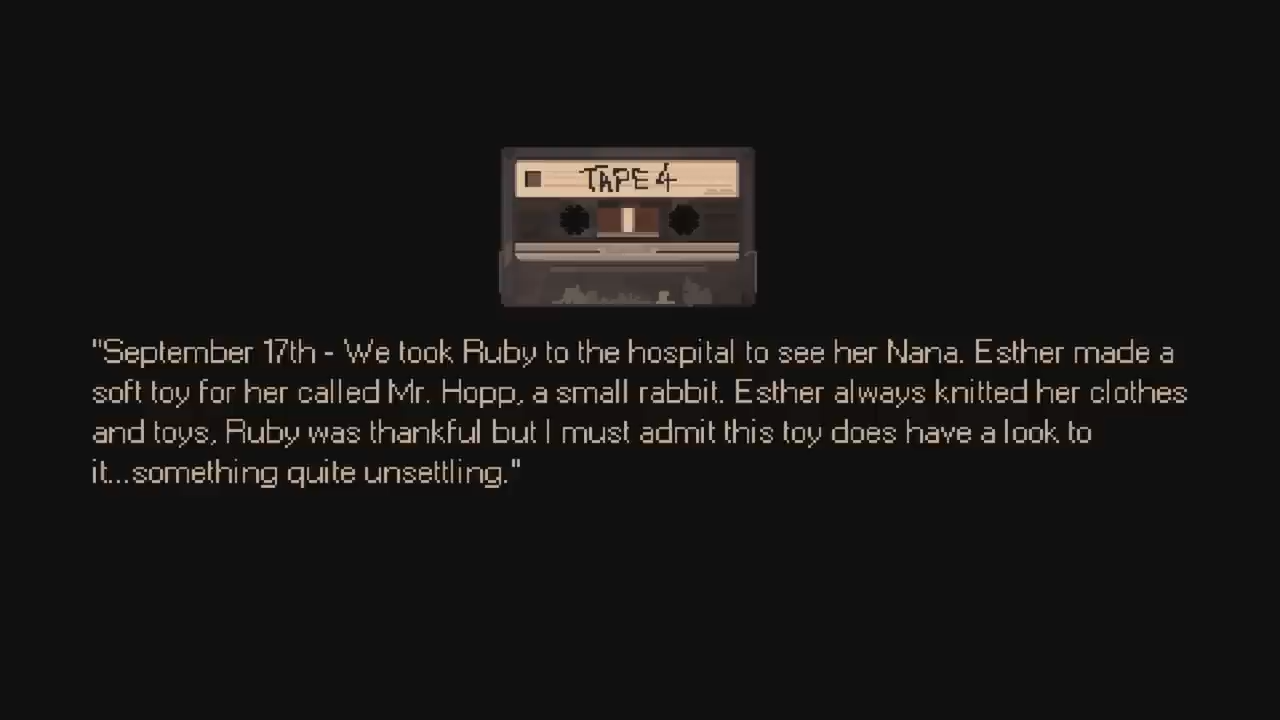 TAPE 4
"September 17th - We took Ruby to the hospital to see her Nana. Esther made a
soft toy for her called Mr. Hopp, a small rabbit. Esther always knitted her clothes
and toys, Ruby was thankful but I must admit this toy does have a look to
it...something quite unsettling."